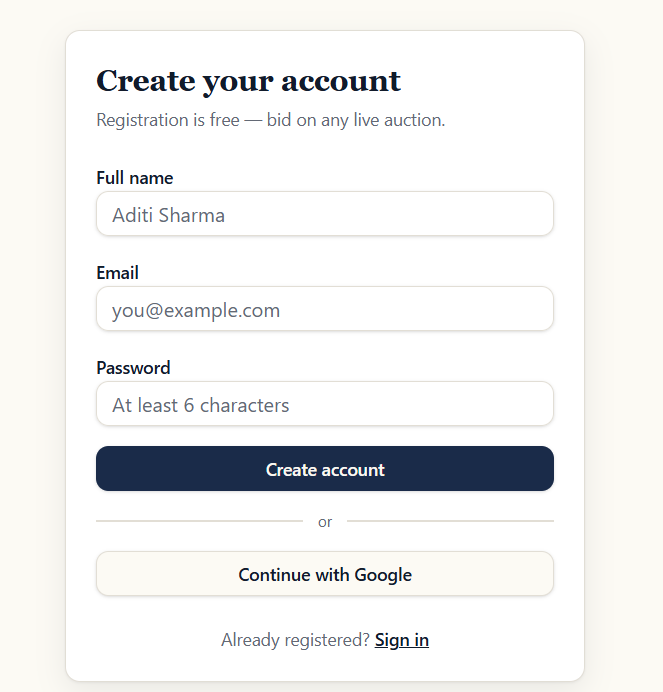 Create your account
Registration is free — bid on any live auction.
Full name
Aditi Sharma
Email
you@example.com
Password
At least 6 characters
Create account
or
Continue with Google
Already registered? Sign in